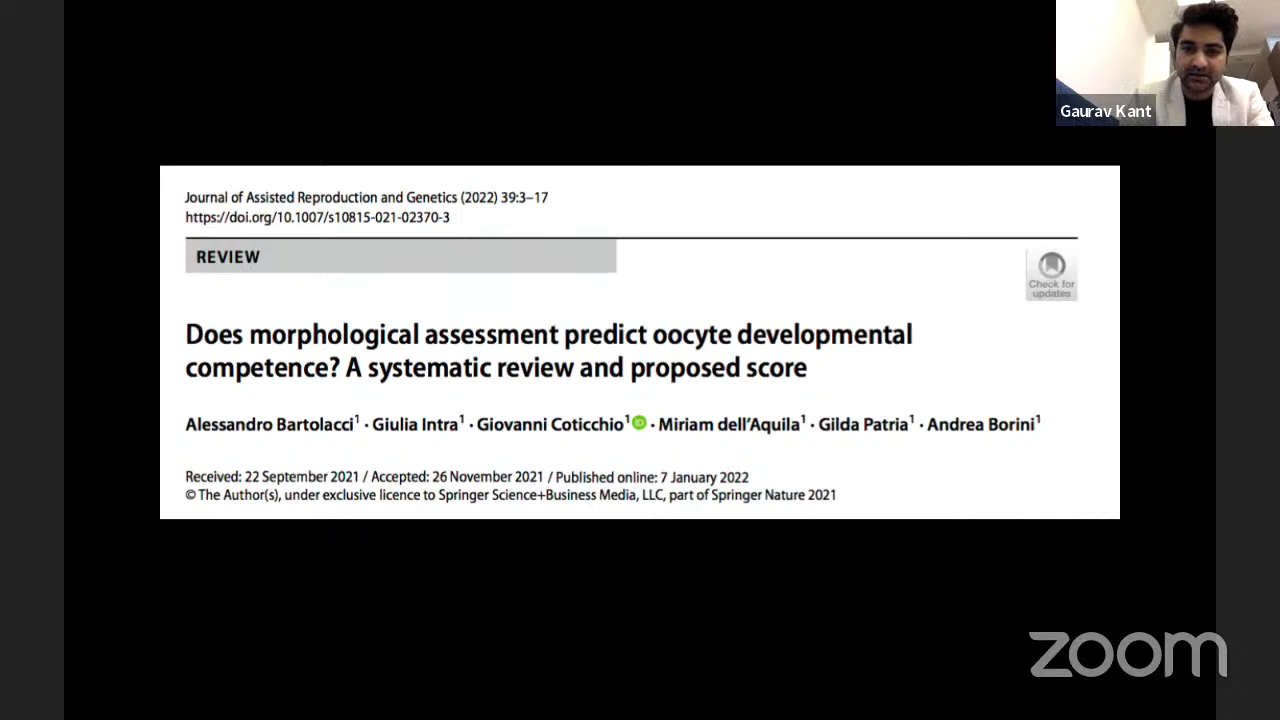 Gaurav Kant
Journal of Assisted Reproduction and Genetics (2022) 39:3–17
https://doi.org/10.1007/s10815-021-02370-3
REVIEW
Check for
updates
Does morphological assessment predict oocyte developmental
competence? A systematic review and proposed score
Alessandro Bartolacci¹ · Giulia Intra¹ · Giovanni Coticchio¹ iD · Miriam dell’Aquila¹ · Gilda Patria¹ · Andrea Borini¹
Received: 22 September 2021 / Accepted: 26 November 2021 / Published online: 7 January 2022
© The Author(s), under exclusive licence to Springer Science+Business Media, LLC, part of Springer Nature 2021
zoom